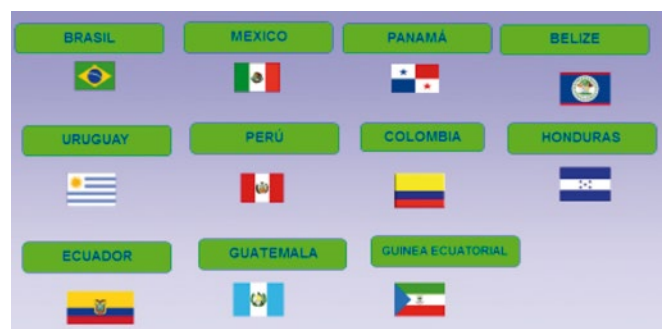 BRASIL
MEXICO
PANAMÁ
BELIZE
URUGUAY
PERÚ
COLOMBIA
HONDURAS
ECUADOR
GUATEMALA
GUINEA ECUATORIAL